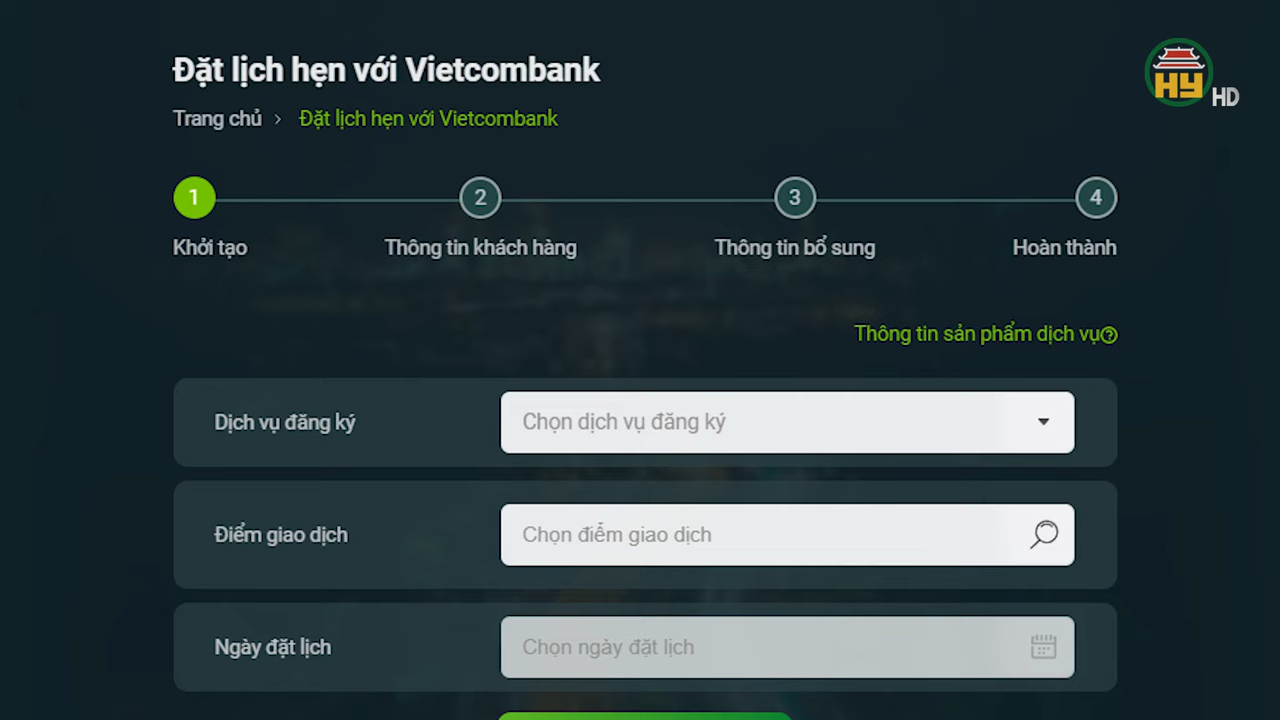 Đặt lịch hẹn với Vietcombank
HY
HD
Trang chủ › Đặt lịch hẹn với Vietcombank
1
2
3
4
Khởi tạo
Thông tin khách hàng
Thông tin bổ sung
Hoàn thành
Thông tin sản phẩm dịch vụ
Dịch vụ đăng ký
Chọn dịch vụ đăng ký
Điểm giao dịch
Chọn điểm giao dịch
Ngày đặt lịch
Chọn ngày đặt lịch